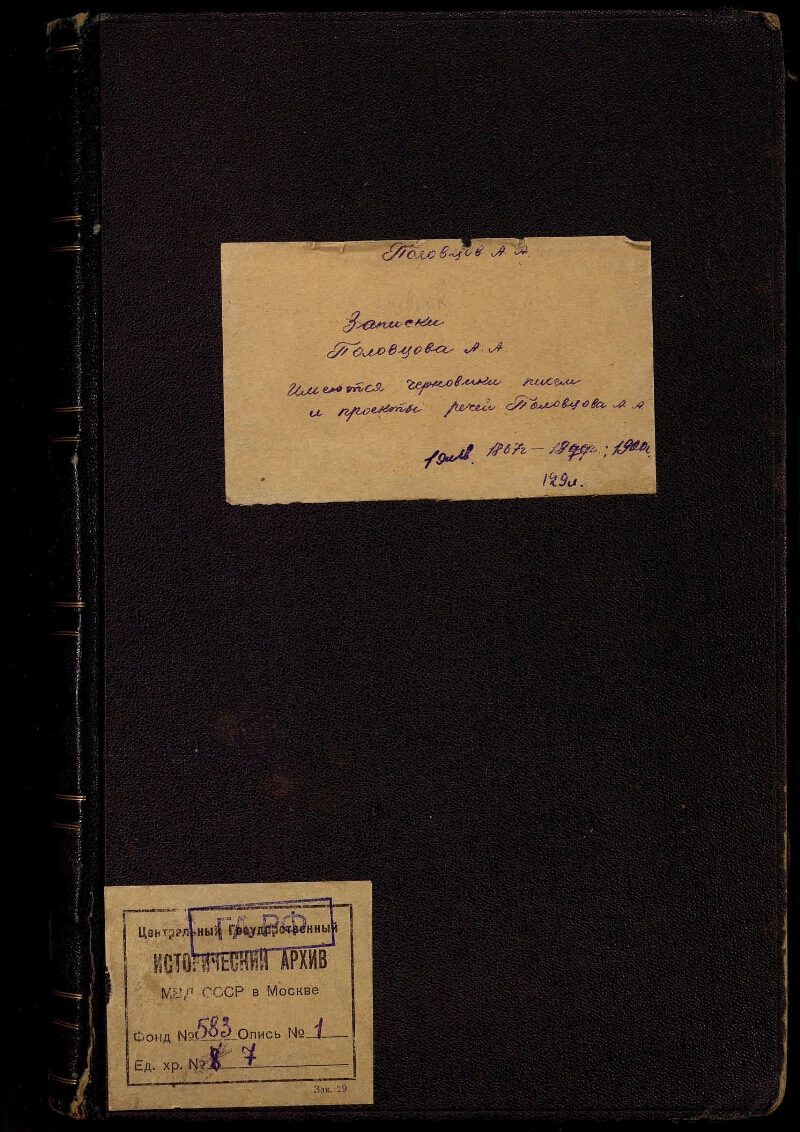 Половцов А. А.
Записки
Половцова А. А.
Имеются черновики писем
и проекты речей Половцова А А
1867г – 18 ; 1900г.
129л.
ГА РФ
Центральный Государственный
ИСТОРИЧЕСКИЙ АРХИВ
МВД СССР в Москве
Фонд № 583 Опись № 1
Ед. хр. № 7
Зак. 29